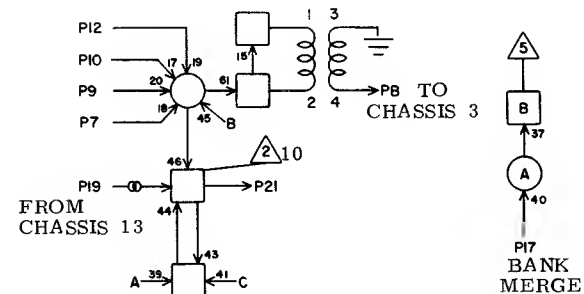 P12
1 3
P10 17 19 15
P9 20 61
P7 18 45 B
2 4 PB TO
CHASSIS 3
46 2 10
P19 P21
FROM
CHASSIS 13
44 43
A 39 41 C
5
B
37
A
40
P17
BANK
MERGE